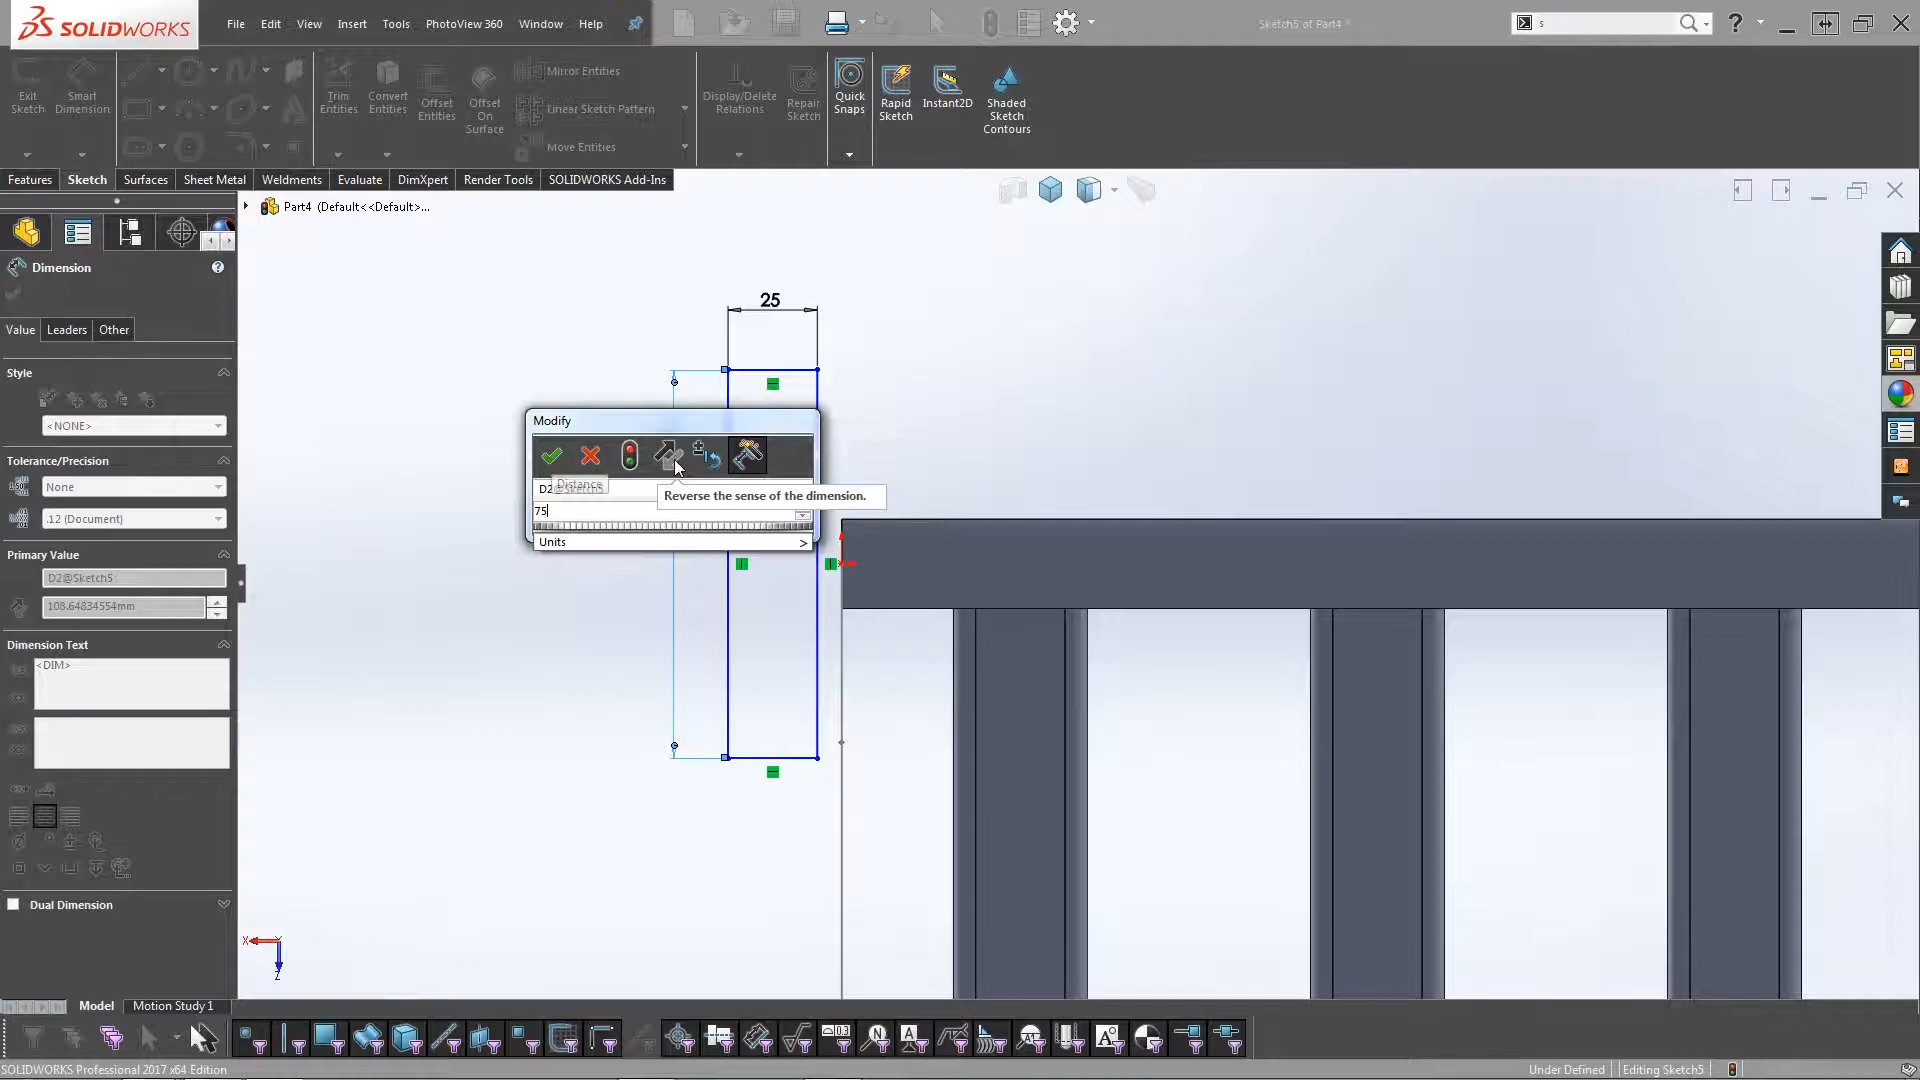 SOLIDWORKS
File Edit View Insert Tools PhotoView 360 Window Help
Sketch5 of Part4 *
s
Exit Sketch
Smart Dimension
Trim Entities
Convert Entities
Offset Entities
Offset On Surface
Mirror Entities
Linear Sketch Pattern
Move Entities
Display/Delete Relations
Repair Sketch
Quick Snaps
Rapid Sketch
Instant2D
Shaded Sketch Contours
Features Sketch Surfaces Sheet Metal Weldments Evaluate DimXpert Render Tools SOLIDWORKS Add-Ins
Part4 (Default<<Default>...
Dimension
Value Leaders Other
Style
<NONE>
Tolerance/Precision
None
.12 (Document)
Primary Value
D2@Sketch5
108.64834554mm
Dimension Text
<DIM>
Dual Dimension
25
Modify
Distance
D2@Sketch5
Reverse the sense of the dimension.
75
Units >
X
Z
Model Motion Study 1
SOLIDWORKS Professional 2017 x64 Edition
Under Defined Editing Sketch5